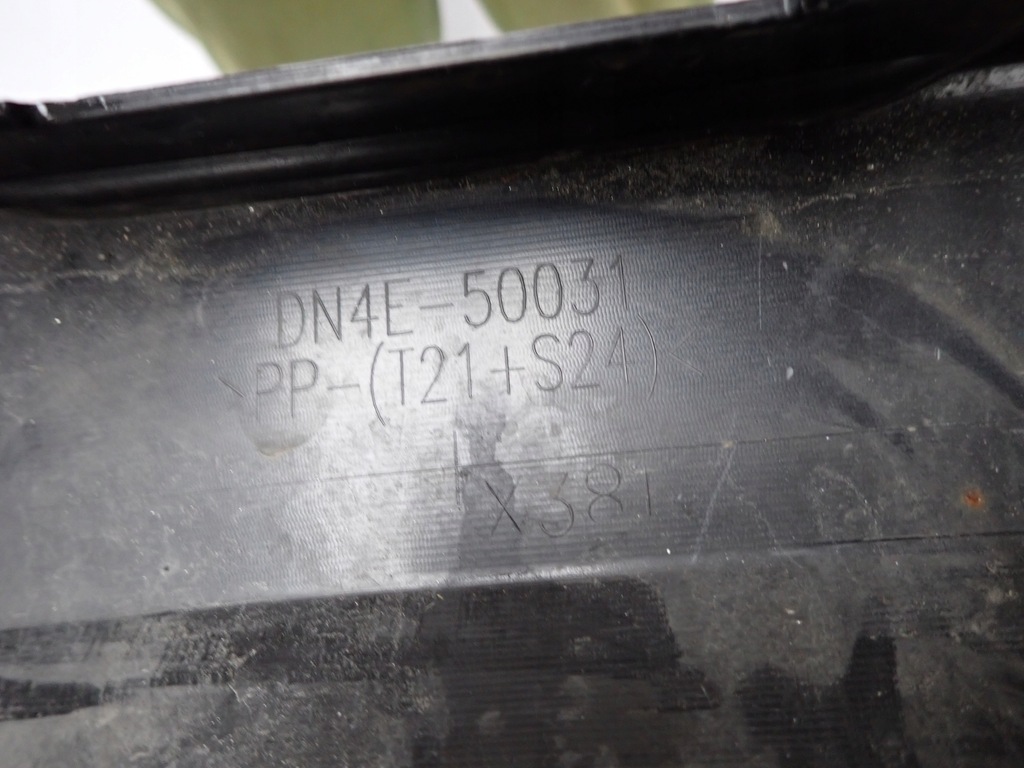 DN4E-50031
>PP-(T21+S24)<
X381